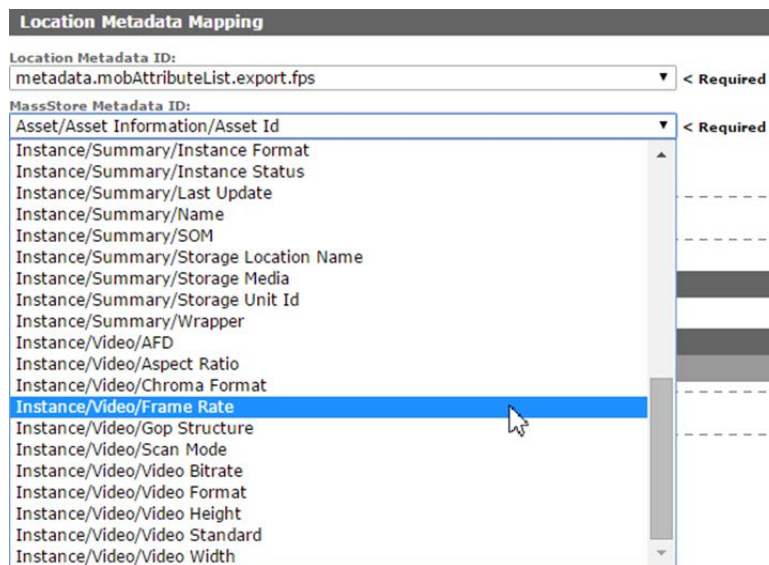 Location Metadata Mapping
Location Metadata ID:
metadata.mobAttributeList.export.fps
< Required
MassStore Metadata ID:
Asset/Asset Information/Asset Id
< Required
Instance/Summary/Instance Format
Instance/Summary/Instance Status
Instance/Summary/Last Update
Instance/Summary/Name
Instance/Summary/SOM
Instance/Summary/Storage Location Name
Instance/Summary/Storage Media
Instance/Summary/Storage Unit Id
Instance/Summary/Wrapper
Instance/Video/AFD
Instance/Video/Aspect Ratio
Instance/Video/Chroma Format
Instance/Video/Frame Rate
Instance/Video/Gop Structure
Instance/Video/Scan Mode
Instance/Video/Video Bitrate
Instance/Video/Video Format
Instance/Video/Video Height
Instance/Video/Video Standard
Instance/Video/Video Width